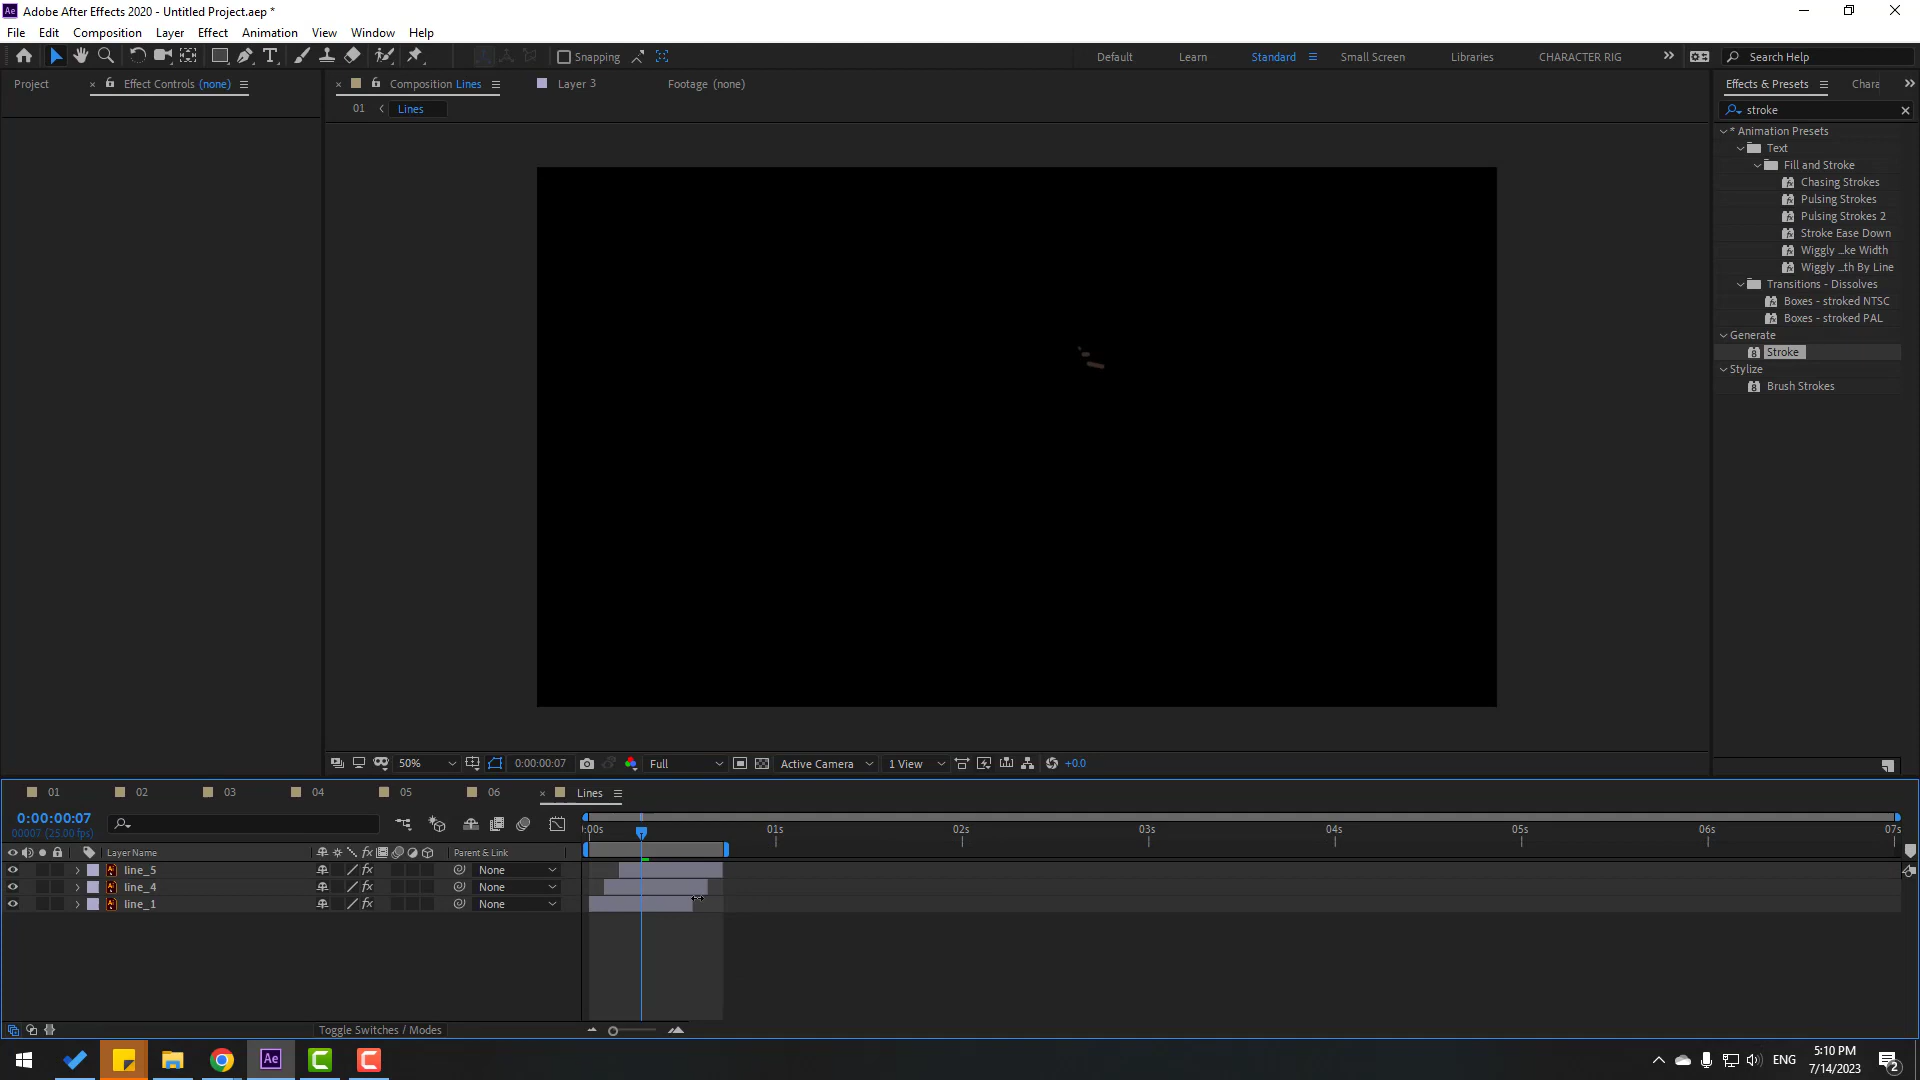 Adobe After Effects 2020 - Untitled Project.aep *
File Edit Composition Layer Effect Animation View Window Help
Snapping Default Learn Standard Small Screen Libraries CHARACTER RIG Search Help
Project Effect Controls (none) Composition Lines Layer 3 Footage (none) Effects & Presets Chara
01 Lines
stroke
* Animation Presets
Text
Fill and Stroke
Chasing Strokes
Pulsing Strokes
Pulsing Strokes 2
Stroke Ease Down
Wiggly ...ke Width
Wiggly ...th By Line
Transitions - Dissolves
Boxes - stroked NTSC
Boxes - stroked PAL
Generate
Stroke
Stylize
Brush Strokes
50% 0:00:00:07 Full Active Camera 1 View +0.0
01 02 03 04 05 06 Lines
0:00:00:07
00007 (25.00 fps)
:00s 01s 02s 03s 04s 05s 06s 07s
Layer Name Parent & Link
line_5 None
line_4 None
line_1 None
Toggle Switches / Modes
ENG 5:10 PM
7/14/2023 2